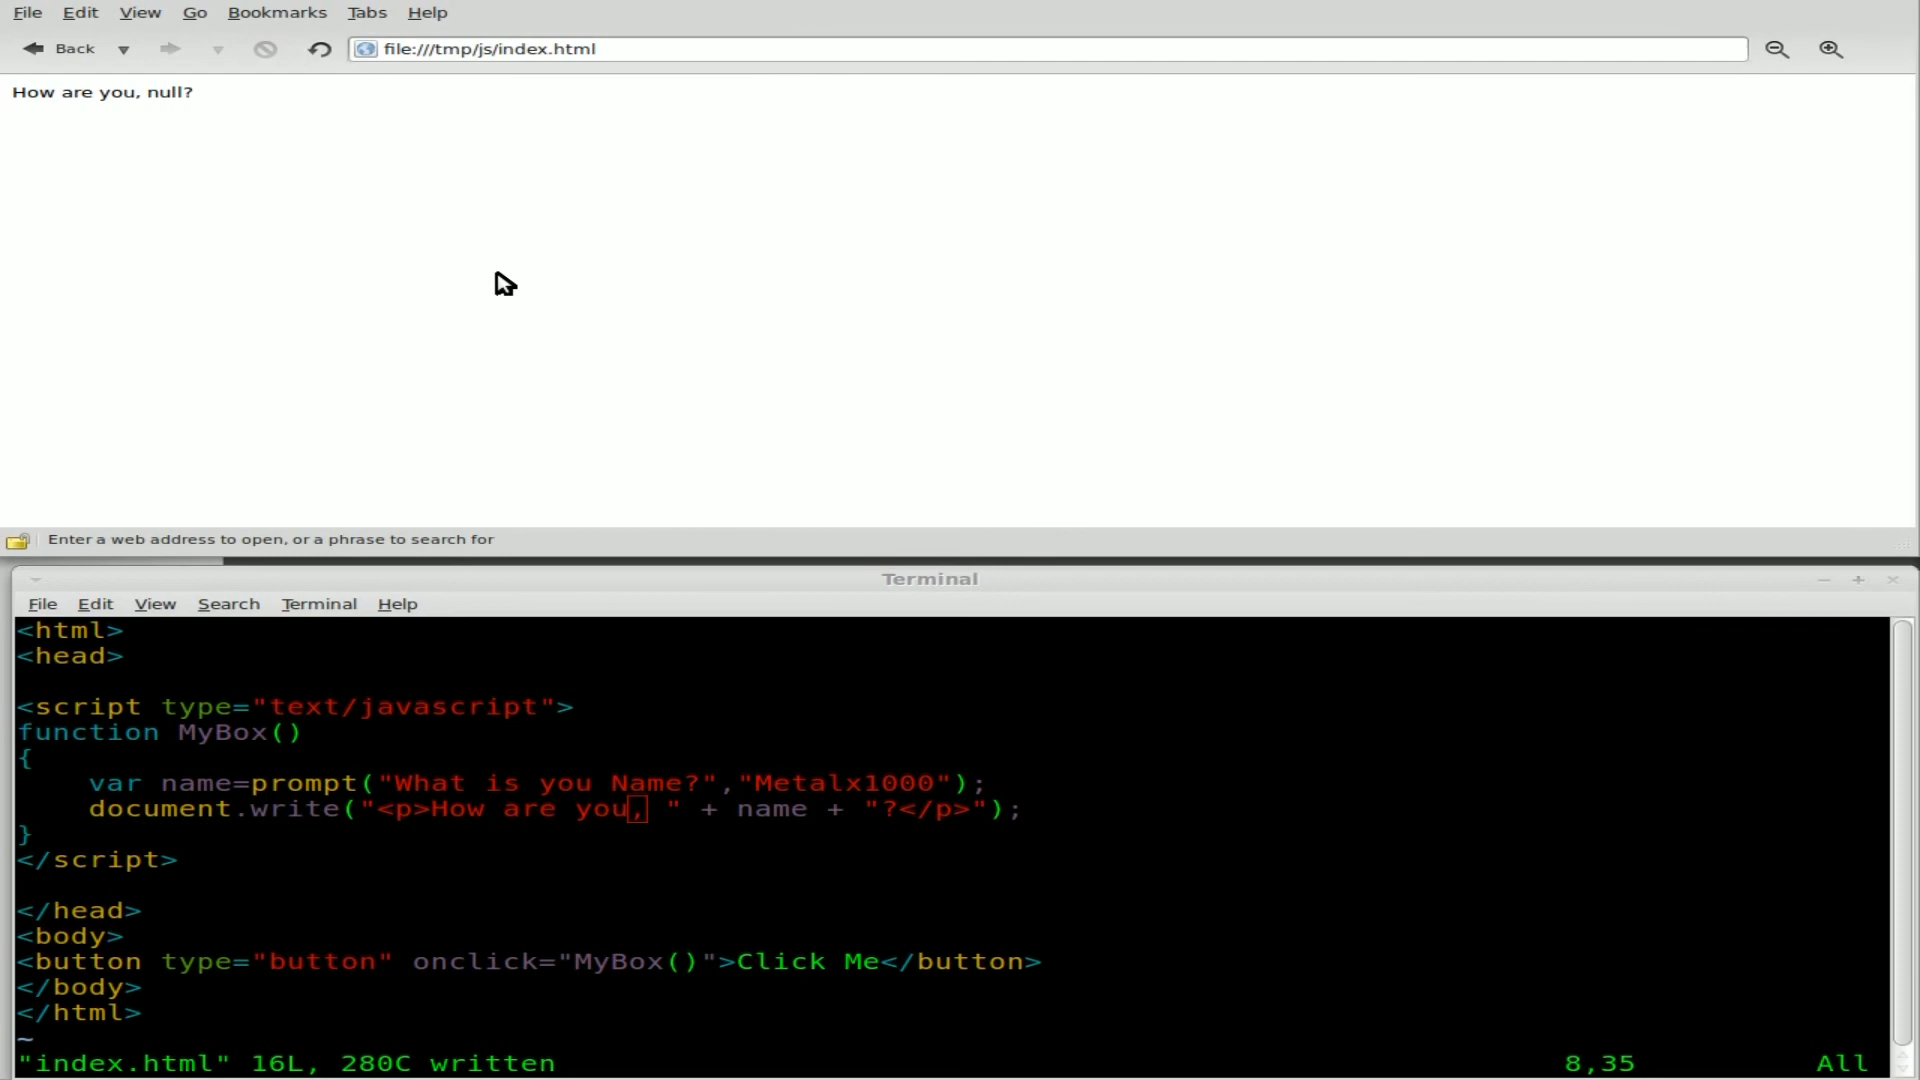 File Edit View Go Bookmarks Tabs Help
Back file:///tmp/js/index.html
How are you, null?
Enter a web address to open, or a phrase to search for
Terminal
File Edit View Search Terminal Help
<html>
<head>
<script type="text/javascript">
function MyBox()
{
    var name=prompt("What is you Name?","Metalx1000");
    document.write("<p>How are you, " + name + "?</p>");
}
</script>
</head>
<body>
<button type="button" onclick="MyBox()">Click Me</button>
</body>
</html>
~
"index.html" 16L, 280C written 8,35 All